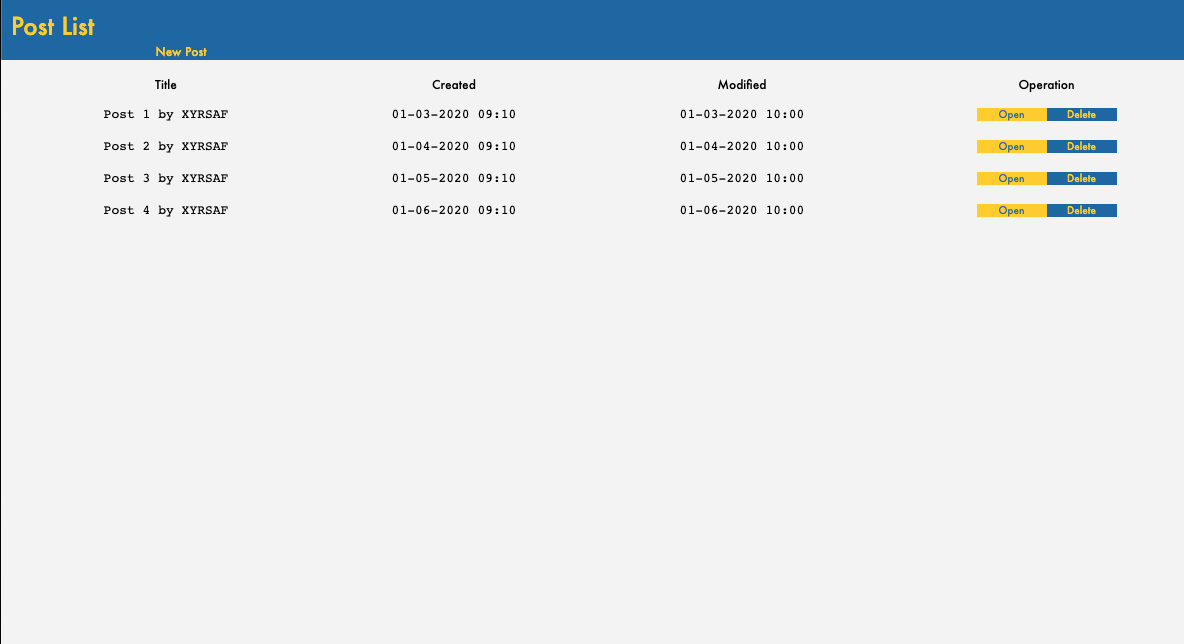 Post List
New Post
Title Created Modified Operation
Post 1 by XYRSAF 01-03-2020 09:10 01-03-2020 10:00 Open Delete
Post 2 by XYRSAF 01-04-2020 09:10 01-04-2020 10:00 Open Delete
Post 3 by XYRSAF 01-05-2020 09:10 01-05-2020 10:00 Open Delete
Post 4 by XYRSAF 01-06-2020 09:10 01-06-2020 10:00 Open Delete